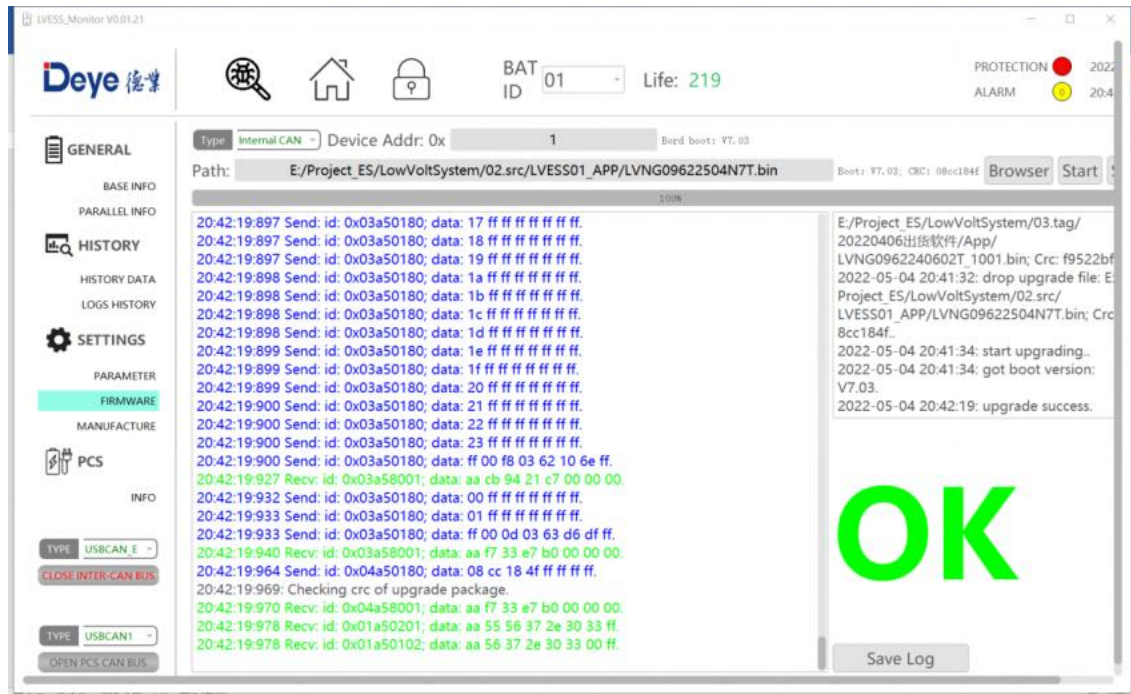 LVESS_Monitor V0.01.21
Deye 德业
BAT ID 01 Life: 219
PROTECTION 2022
ALARM 0 20:4
GENERAL
BASE INFO
PARALLEL INFO
HISTORY
HISTORY DATA
LOGS HISTORY
SETTINGS
PARAMETER
FIRMWARE
MANUFACTURE
PCS
INFO
TYPE USBCAN_E
CLOSE INTER-CAN BUS
TYPE USBCAN1
OPEN PCS CAN BUS
Type Internal CAN Device Addr: 0x 1 Bord boot: V7.03
Path: E:/Project_ES/LowVoltSystem/02.src/LVESS01_APP/LVNG09622504N7T.bin Boot: V7.03, CRC: 08cc184f Browser Start
100%
20:42:19:897 Send: id: 0x03a50180; data: 17 ff ff ff ff ff ff ff.
20:42:19:897 Send: id: 0x03a50180; data: 18 ff ff ff ff ff ff ff.
20:42:19:897 Send: id: 0x03a50180; data: 19 ff ff ff ff ff ff ff.
20:42:19:898 Send: id: 0x03a50180; data: 1a ff ff ff ff ff ff ff.
20:42:19:898 Send: id: 0x03a50180; data: 1b ff ff ff ff ff ff ff.
20:42:19:898 Send: id: 0x03a50180; data: 1c ff ff ff ff ff ff ff.
20:42:19:898 Send: id: 0x03a50180; data: 1d ff ff ff ff ff ff ff.
20:42:19:899 Send: id: 0x03a50180; data: 1e ff ff ff ff ff ff ff.
20:42:19:899 Send: id: 0x03a50180; data: 1f ff ff ff ff ff ff ff.
20:42:19:899 Send: id: 0x03a50180; data: 20 ff ff ff ff ff ff ff.
20:42:19:900 Send: id: 0x03a50180; data: 21 ff ff ff ff ff ff ff.
20:42:19:900 Send: id: 0x03a50180; data: 22 ff ff ff ff ff ff ff.
20:42:19:900 Send: id: 0x03a50180; data: 23 ff ff ff ff ff ff ff.
20:42:19:900 Send: id: 0x03a50180; data: ff 00 f8 03 62 10 6e ff.
20:42:19:927 Recv: id: 0x03a58001; data: aa cb 94 21 c7 00 00 00.
20:42:19:932 Send: id: 0x03a50180; data: 00 ff ff ff ff ff ff ff.
20:42:19:933 Send: id: 0x03a50180; data: 01 ff ff ff ff ff ff ff.
20:42:19:933 Send: id: 0x03a50180; data: ff 00 0d 03 63 d6 df ff.
20:42:19:940 Recv: id: 0x03a58001; data: aa f7 33 e7 b0 00 00 00.
20:42:19:964 Send: id: 0x04a50180; data: 08 cc 18 4f ff ff ff ff.
20:42:19:969: Checking crc of upgrade package.
20:42:19:970 Recv: id: 0x04a58001; data: aa f7 33 e7 b0 00 00 00.
20:42:19:978 Recv: id: 0x01a50201; data: aa 55 56 37 2e 30 33 ff.
20:42:19:978 Recv: id: 0x01a50102; data: aa 56 37 2e 30 33 00 ff.
E:/Project_ES/LowVoltSystem/03.tag/
20220406出货软件/App/
LVNG0962240602T_1001.bin; Crc: f9522bf
2022-05-04 20:41:32: drop upgrade file: E:
Project_ES/LowVoltSystem/02.src/
LVESS01_APP/LVNG09622504N7T.bin; Crc
8cc184f..
2022-05-04 20:41:34: start upgrading..
2022-05-04 20:41:34: got boot version:
V7.03.
2022-05-04 20:42:19: upgrade success.
OK
Save Log